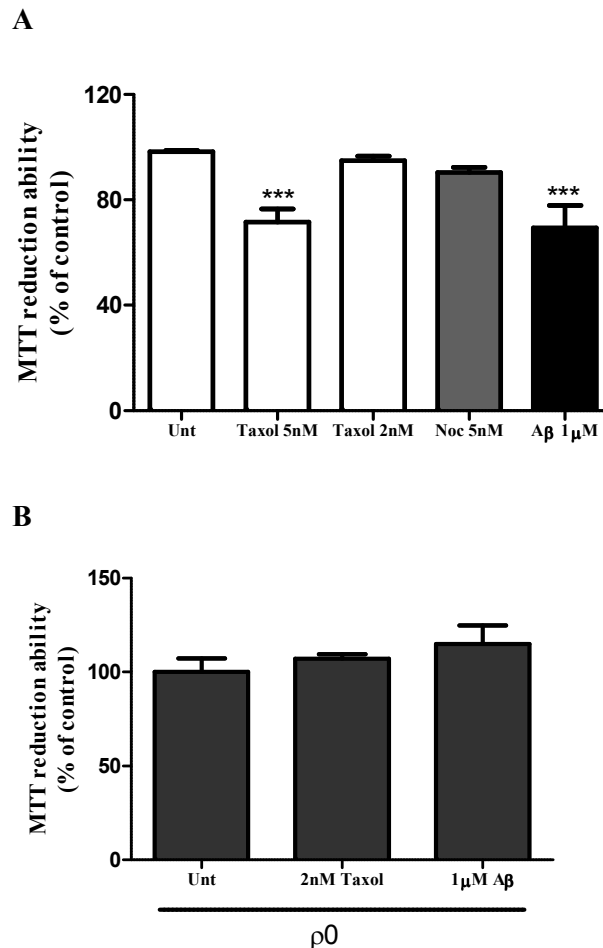 A
MTT reduction ability
(% of control)
120
80
40
0
***
***
Unt
Taxol 5nM
Taxol 2nM
Noc 5nM
Aβ 1μM
B
MTT reduction ability
(% of control)
150
100
50
0
Unt
2nM Taxol
1μM Aβ
ρ0